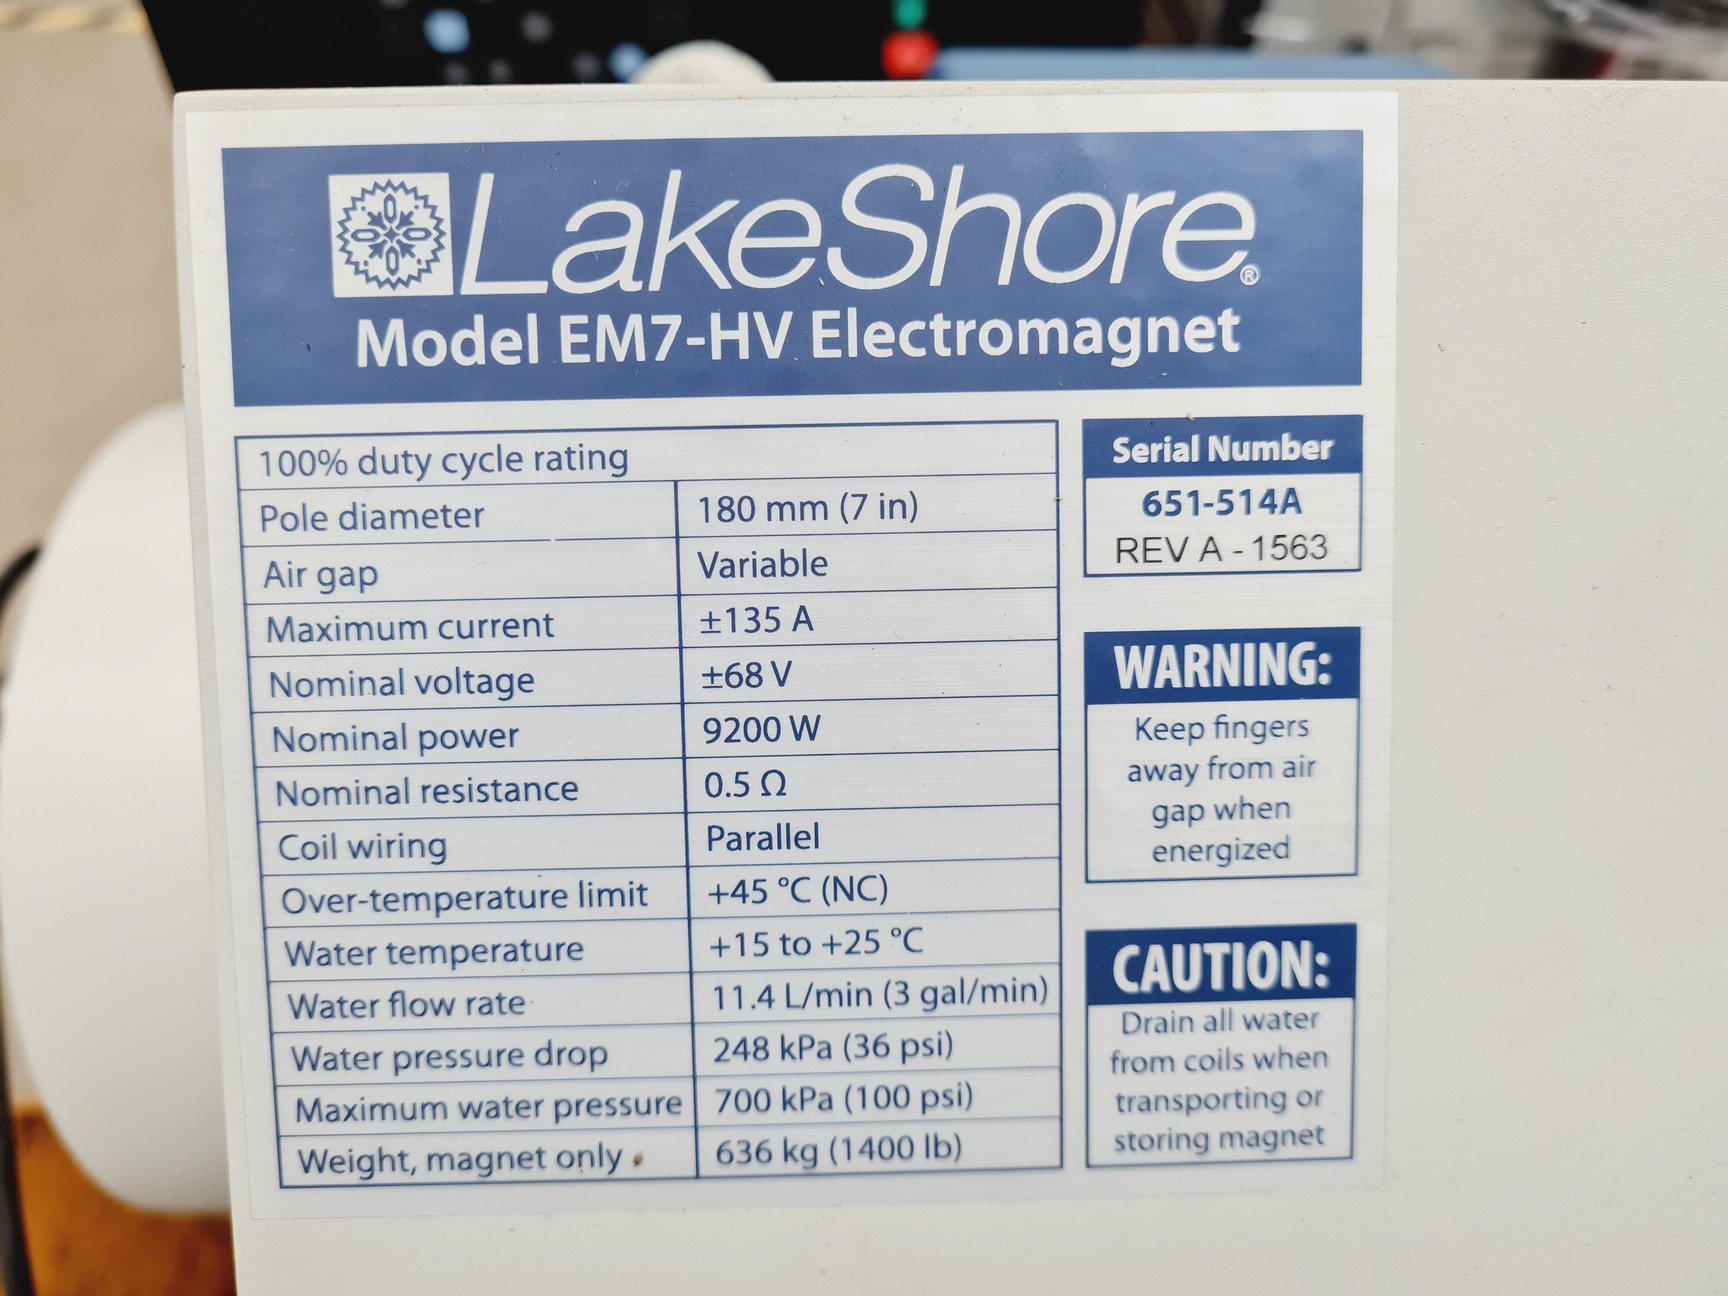 LakeShore®
Model EM7-HV Electromagnet
100% duty cycle rating
Pole diameter 180 mm (7 in)
Air gap Variable
Maximum current ±135 A
Nominal voltage ±68 V
Nominal power 9200 W
Nominal resistance 0.5 Ω
Coil wiring Parallel
Over-temperature limit +45 °C (NC)
Water temperature +15 to +25 °C
Water flow rate 11.4 L/min (3 gal/min)
Water pressure drop 248 kPa (36 psi)
Maximum water pressure 700 kPa (100 psi)
Weight, magnet only 636 kg (1400 lb)
Serial Number
651-514A
REV A - 1563
WARNING:
Keep fingers
away from air
gap when
energized
CAUTION:
Drain all water
from coils when
transporting or
storing magnet